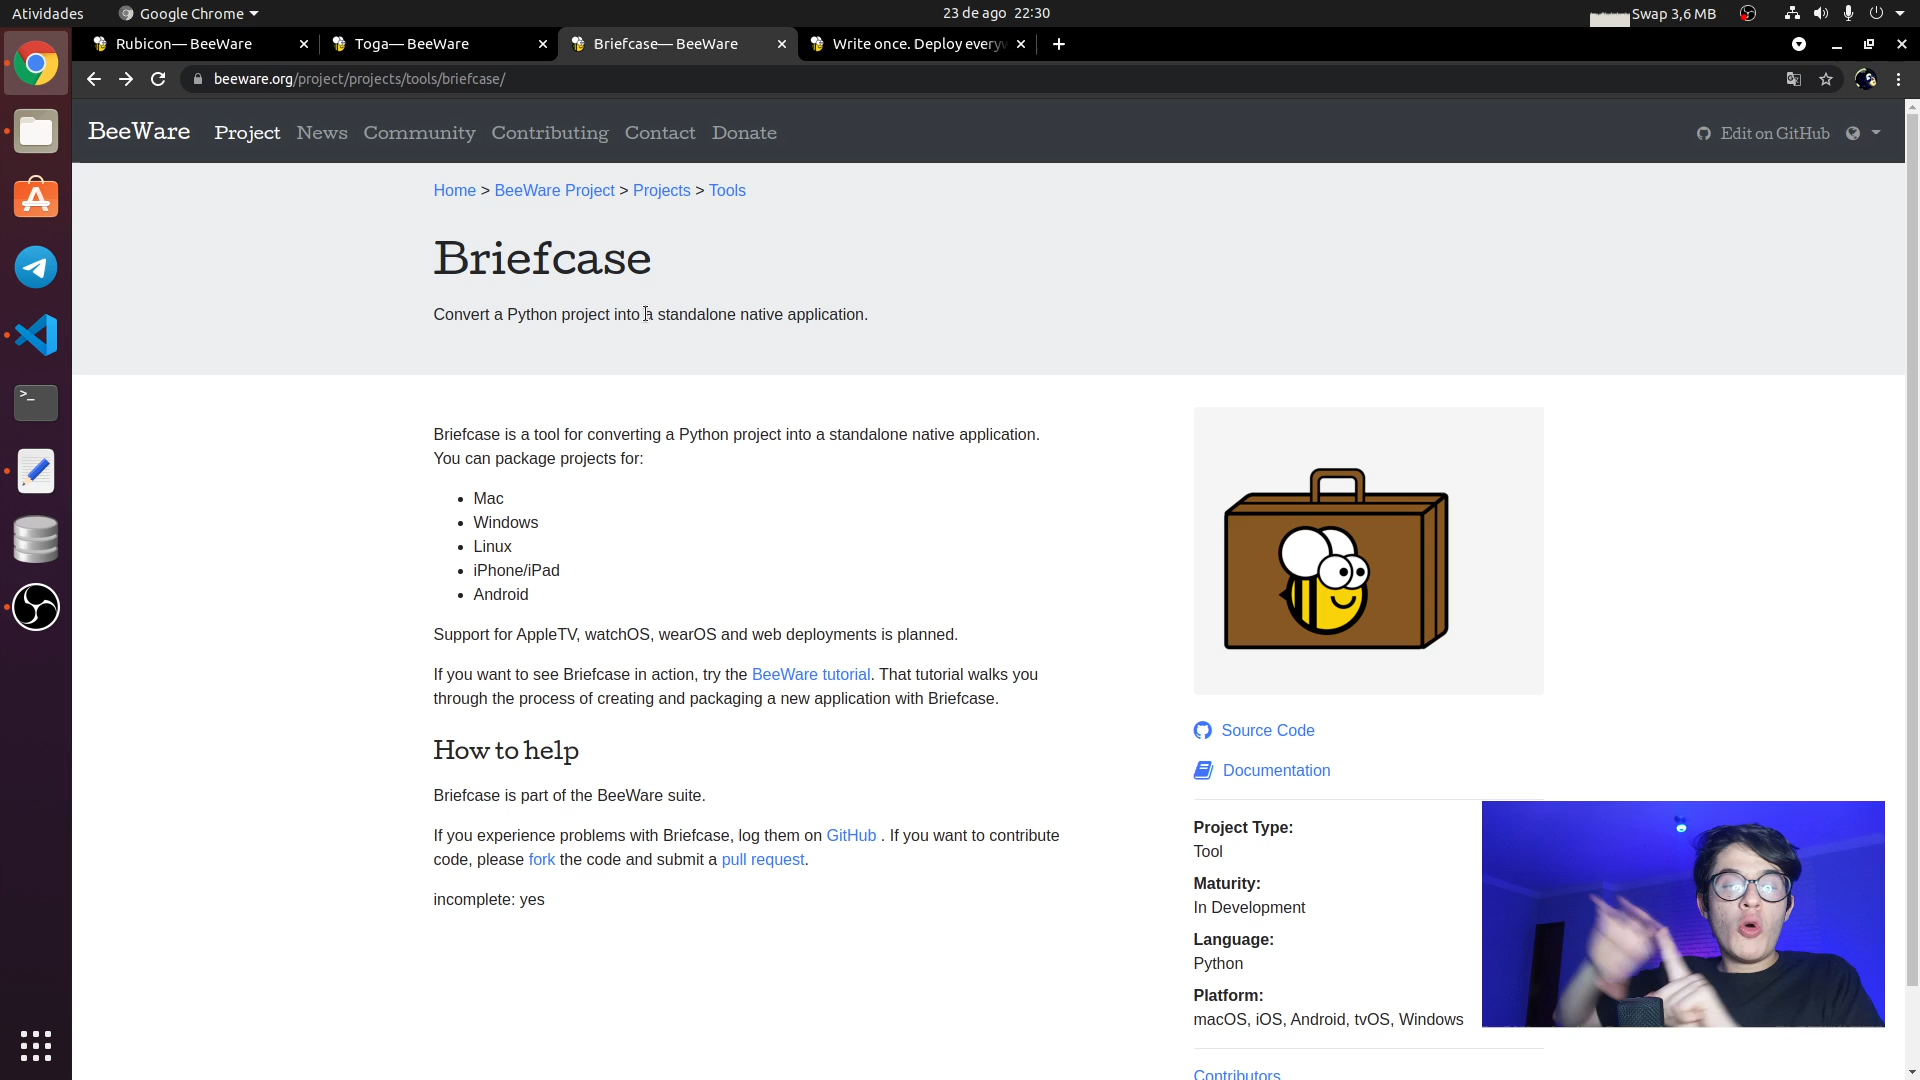 Atividades
Google Chrome
23 de ago 22:30
Swap 3,6 MB
Rubicon— BeeWare
Toga— BeeWare
Briefcase— BeeWare
Write once. Deploy everyw
beeware.org/project/projects/tools/briefcase/
BeeWare Project News Community Contributing Contact Donate
Edit on GitHub
Home > BeeWare Project > Projects > Tools
Briefcase
Convert a Python project into a standalone native application.
Briefcase is a tool for converting a Python project into a standalone native application.
You can package projects for:
• Mac
• Windows
• Linux
• iPhone/iPad
• Android
Support for AppleTV, watchOS, wearOS and web deployments is planned.
If you want to see Briefcase in action, try the BeeWare tutorial. That tutorial walks you
through the process of creating and packaging a new application with Briefcase.
How to help
Briefcase is part of the BeeWare suite.
If you experience problems with Briefcase, log them on GitHub . If you want to contribute
code, please fork the code and submit a pull request.
incomplete: yes
Source Code
Documentation
Project Type:
Tool
Maturity:
In Development
Language:
Python
Platform:
macOS, iOS, Android, tvOS, Windows
Contributors